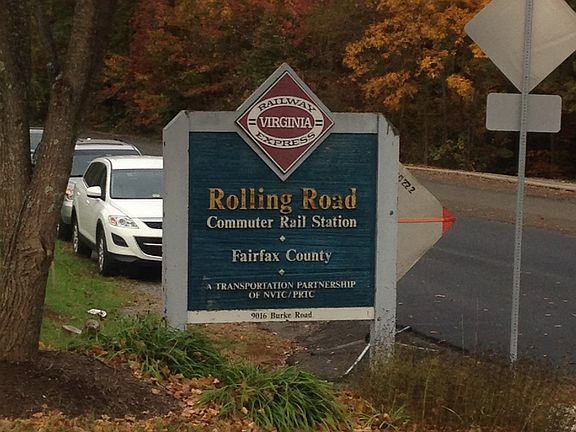 RAILWAY
VIRGINIA
EXPRESS
Rolling Road
Commuter Rail Station
Fairfax County
A TRANSPORTATION PARTNERSHIP
OF NVTC/PRTC
9016 Burke Road